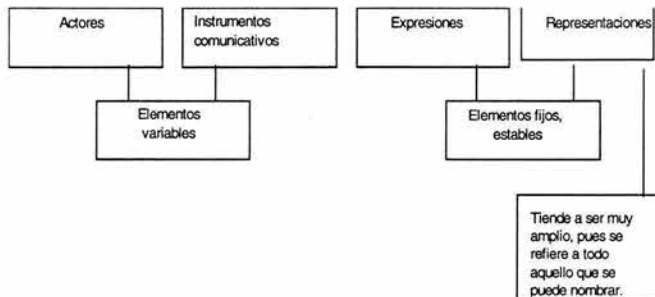 Actores
Instrumentos
comunicativos
Expresiones
Representaciones
Elementos
variables
Elementos fijos,
estables
Tiende a ser muy
amplio, pues se
refiere a todo
aquello que se
puede nombrar.